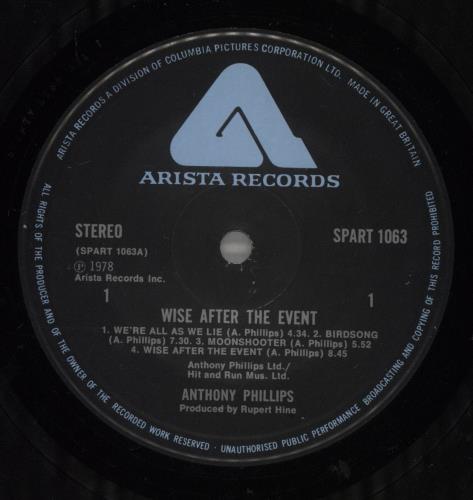 ARISTA RECORDS A DIVISION OF COLUMBIA PICTURES CORPORATION LTD. MADE IN GREAT BRITAIN
ARISTA RECORDS
STEREO
SPART 1063
(SPART 1063A)
℗ 1978
Arista Records Inc.
1
1
WISE AFTER THE EVENT
1. WE'RE ALL AS WE LIE (A. Phillips) 4.34. 2. BIRDSONG
(A. Phillips) 7.30. 3. MOONSHOOTER (A. Phillips) 5.52
4. WISE AFTER THE EVENT (A. Phillips) 8.45
Anthony Phillips Ltd./
Hit and Run Mus. Ltd.
ANTHONY PHILLIPS
Produced by Rupert Hine
ALL RIGHTS OF THE PRODUCER AND OF THE OWNER OF THE RECORDED WORK RESERVED · UNAUTHORISED PUBLIC PERFORMANCE BROADCASTING AND COPYING OF THIS RECORD PROHIBITED